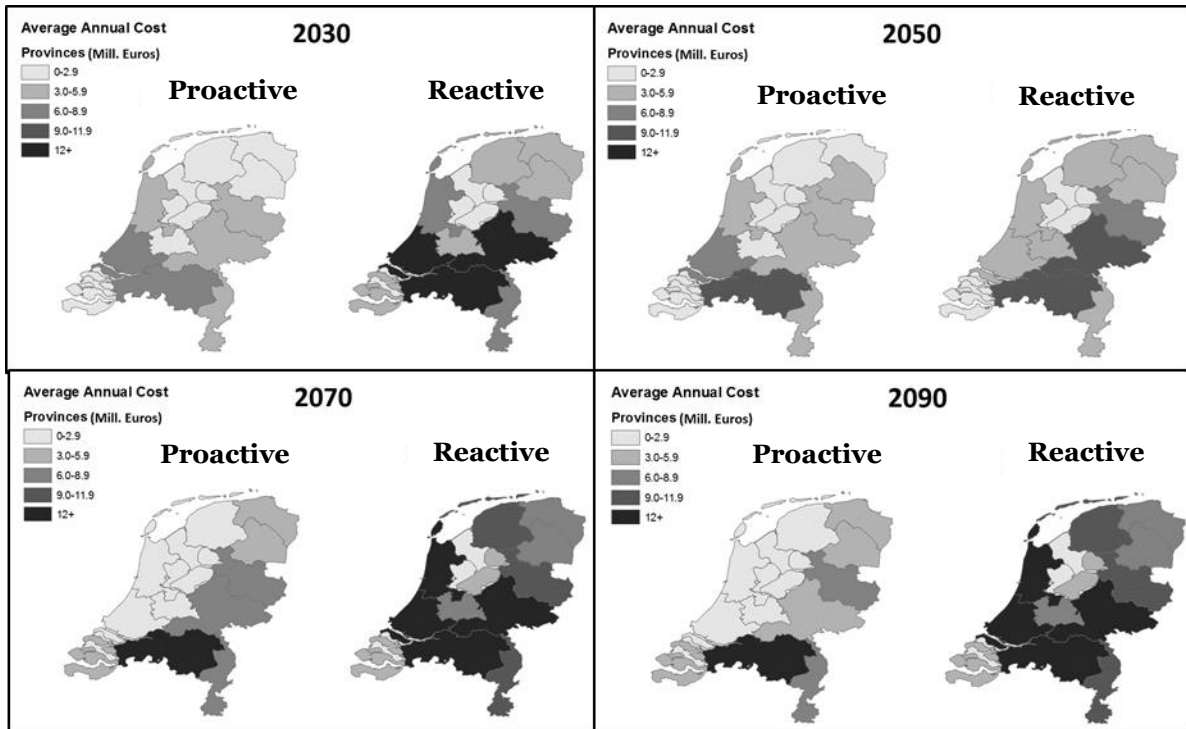 Average Annual Cost
2030
Provinces (Mill. Euros)
0-2.9
3.0-5.9
6.0-8.9
9.0-11.9
12+
Proactive
Reactive
Average Annual Cost
2050
Provinces (Mill. Euros)
0-2.9
3.0-5.9
6.0-8.9
9.0-11.9
12+
Proactive
Reactive
Average Annual Cost
2070
Provinces (Mill. Euros)
0-2.9
3.0-5.9
6.0-8.9
9.0-11.9
12+
Proactive
Reactive
Average Annual Cost
2090
Provinces (Mill. Euros)
0-2.9
3.0-5.9
6.0-8.9
9.0-11.9
12+
Proactive
Reactive